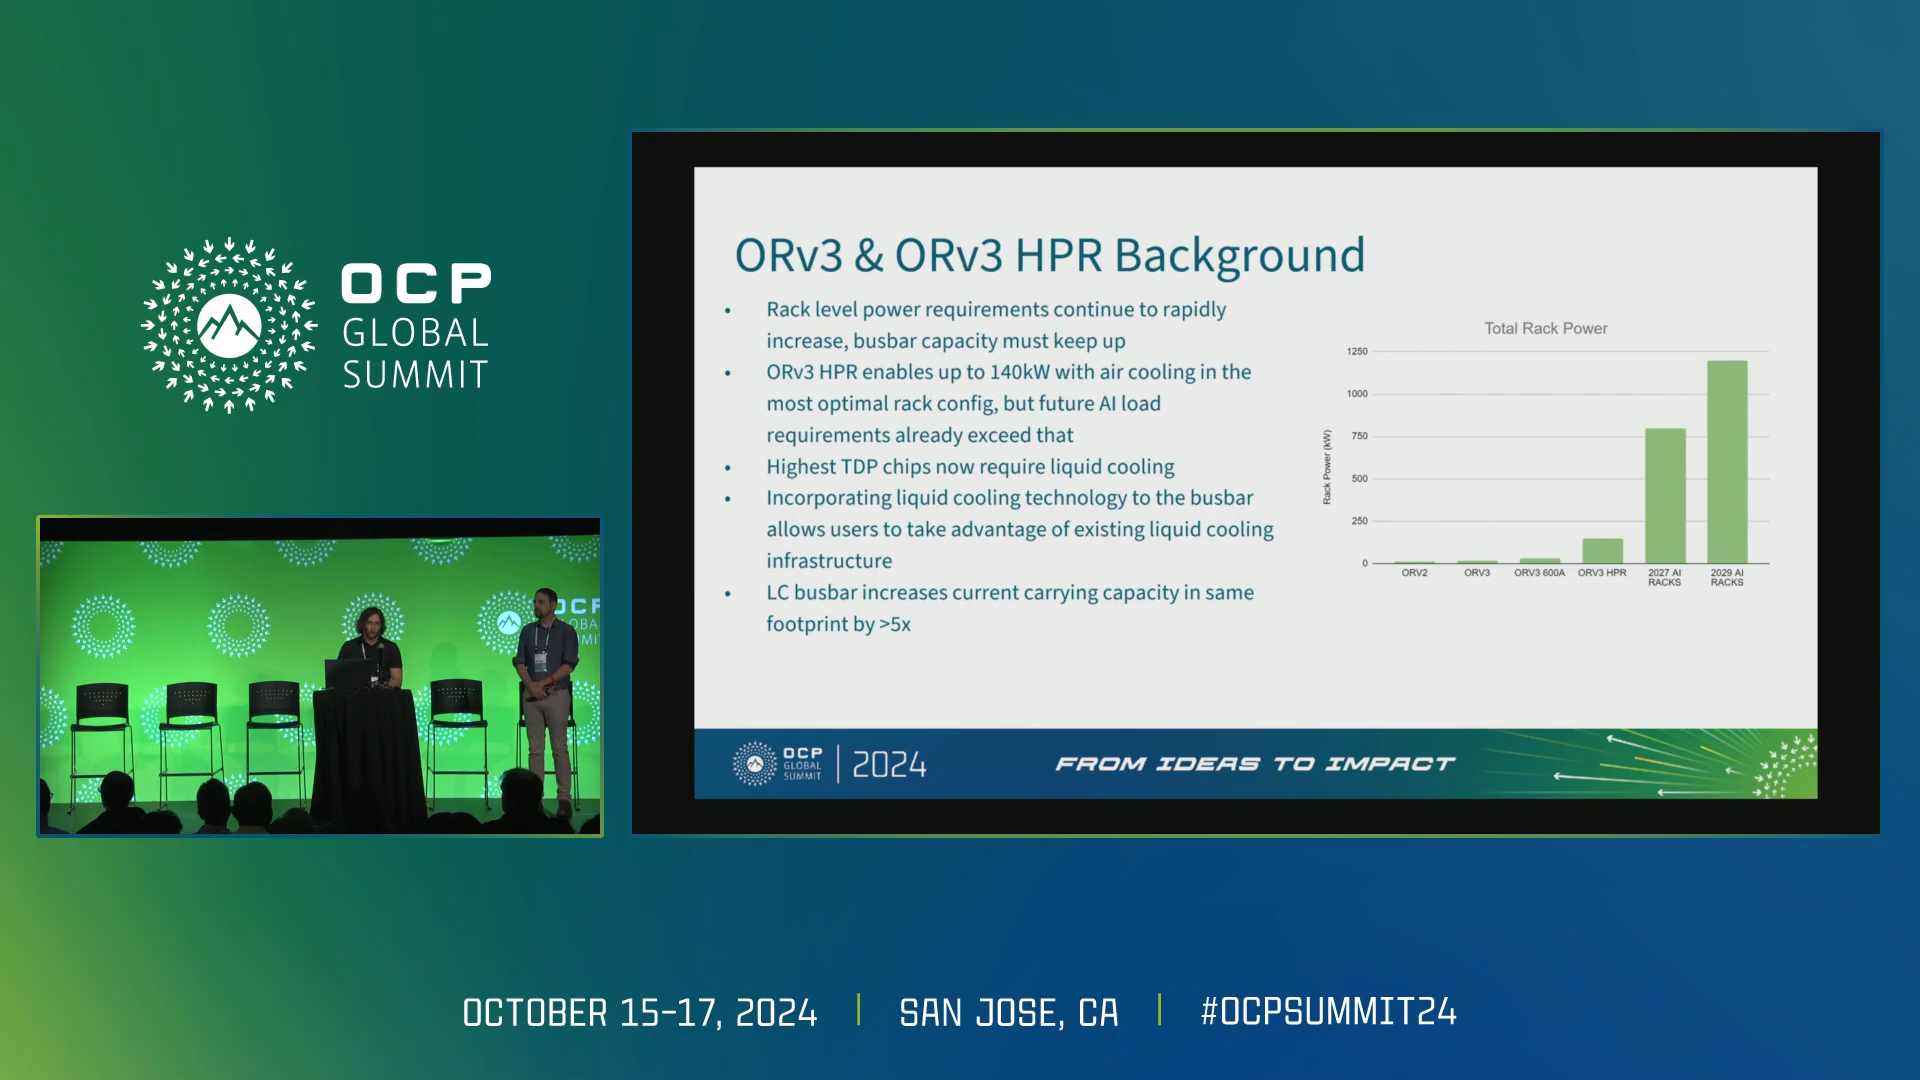 OCP
GLOBAL
SUMMIT
ORv3 & ORv3 HPR Background
• Rack level power requirements continue to rapidly
increase, busbar capacity must keep up
• ORv3 HPR enables up to 140kW with air cooling in the
most optimal rack config, but future AI load
requirements already exceed that
• Highest TDP chips now require liquid cooling
• Incorporating liquid cooling technology to the busbar
allows users to take advantage of existing liquid cooling
infrastructure
• LC busbar increases current carrying capacity in same
footprint by >5x
Total Rack Power
Rack Power (kW)
1250
1000
750
500
250
0
ORV2
ORV3
ORV3 600A
ORV3 HPR
2027 AI
RACKS
2029 AI
RACKS
OCP
GLOBAL
SUMMIT
2024
FROM IDEAS TO IMPACT
OCTOBER 15-17, 2024 | SAN JOSE, CA | #OCPSUMMIT24